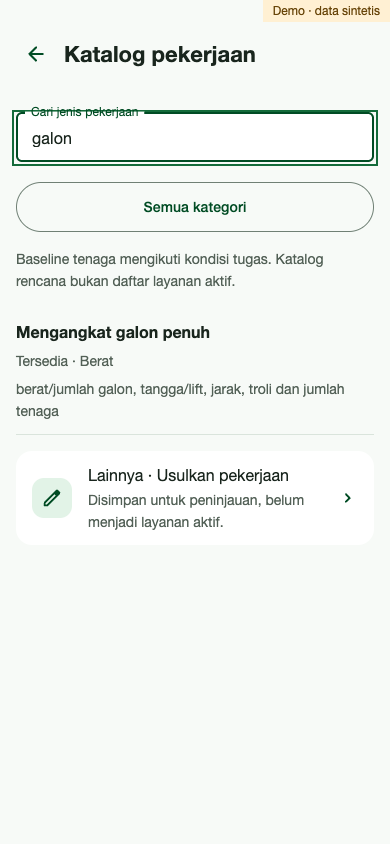 Demo · data sintetis
Katalog pekerjaan
Cari jenis pekerjaan
galon
Semua kategori
Baseline tenaga mengikuti kondisi tugas. Katalog
rencana bukan daftar layanan aktif.
Mengangkat galon penuh
Tersedia · Berat
berat/jumlah galon, tangga/lift, jarak, troli dan jumlah
tenaga
Lainnya · Usulkan pekerjaan
Disimpan untuk peninjauan, belum
menjadi layanan aktif.